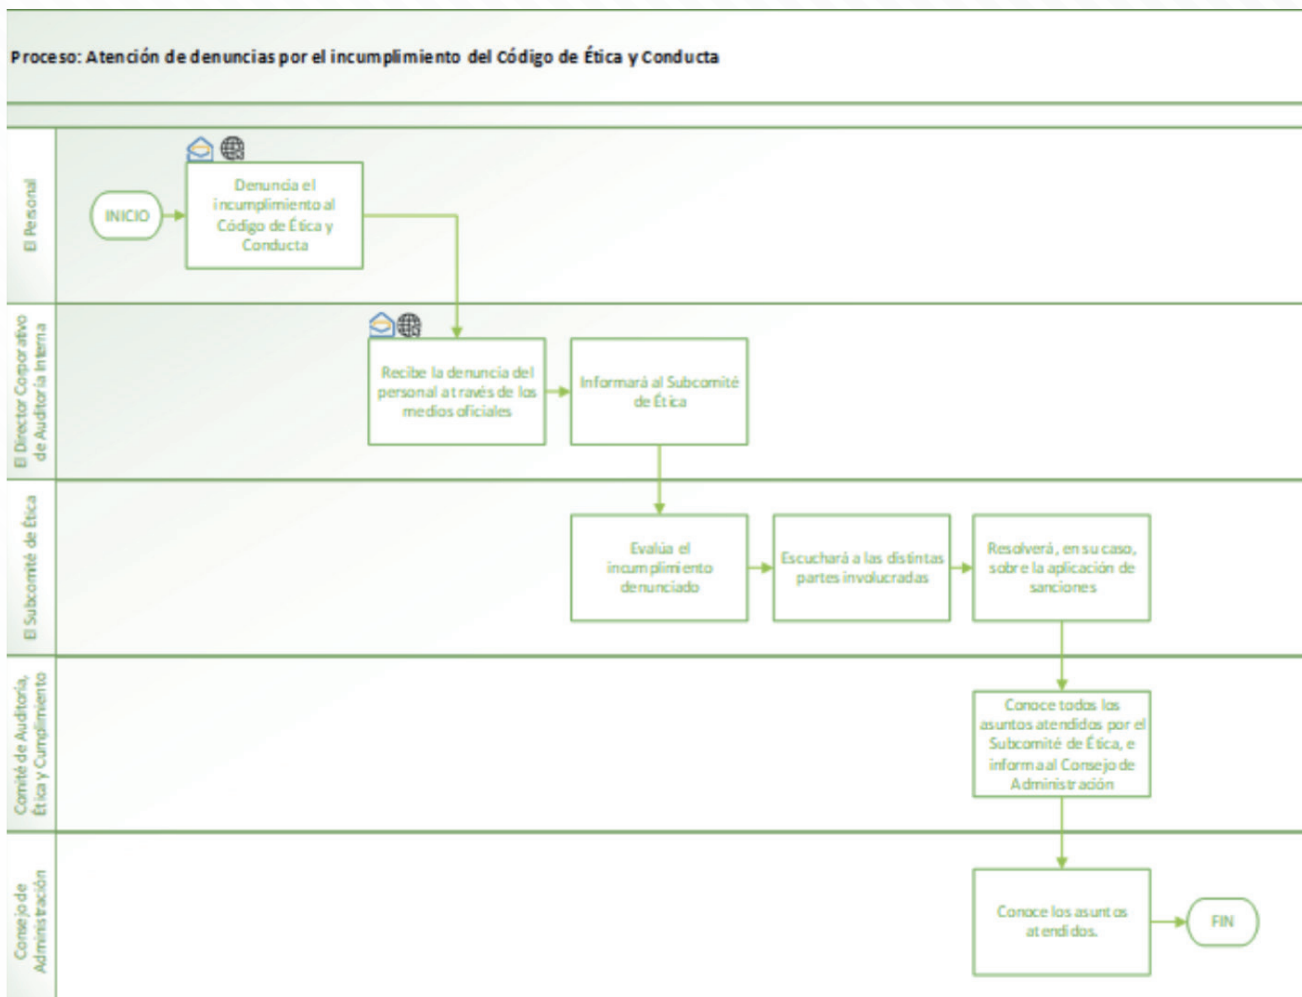 Proceso: Atención de denuncias por el incumplimiento del Código de Ética y Conducta
El Personal
INICIO
Denuncia el
incumplimiento al
Código de Ética y
Conducta
El Director Corporativo
de Auditoría Interna
Recibe la denuncia del
personal a través de los
medios oficiales
Informará al Subcomité
de Ética
El Subcomité de Ética
Evalúa el
incumplimiento
denunciado
Escuchará a las distintas
partes involucradas
Resolverá, en su caso,
sobre la aplicación de
sanciones
Comité de Auditoría,
Ética y Cumplimiento
Conoce todos los
asuntos atendidos por el
Subcomité de Ética, e
informa al Consejo de
Administración
Consejo de
Administración
Conoce los asuntos
atendidos.
FIN